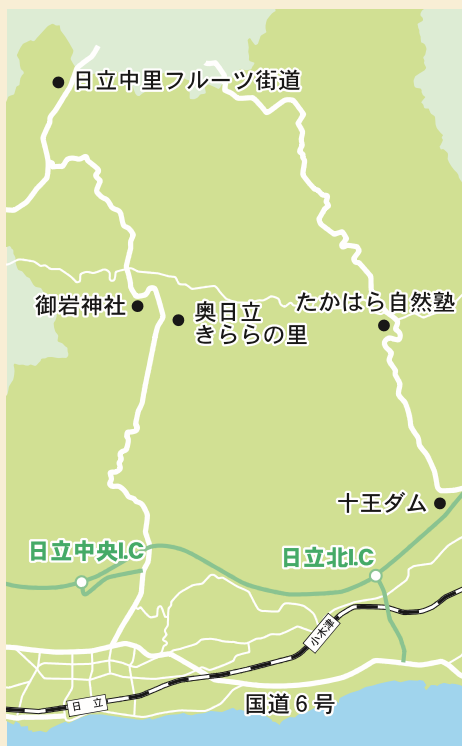 日立中里フルーツ街道
御岩神社
奥日立
きららの里
たかはら自然塾
十王ダム
日立中央I.C
日立北I.C
小木津
日立
国道6号